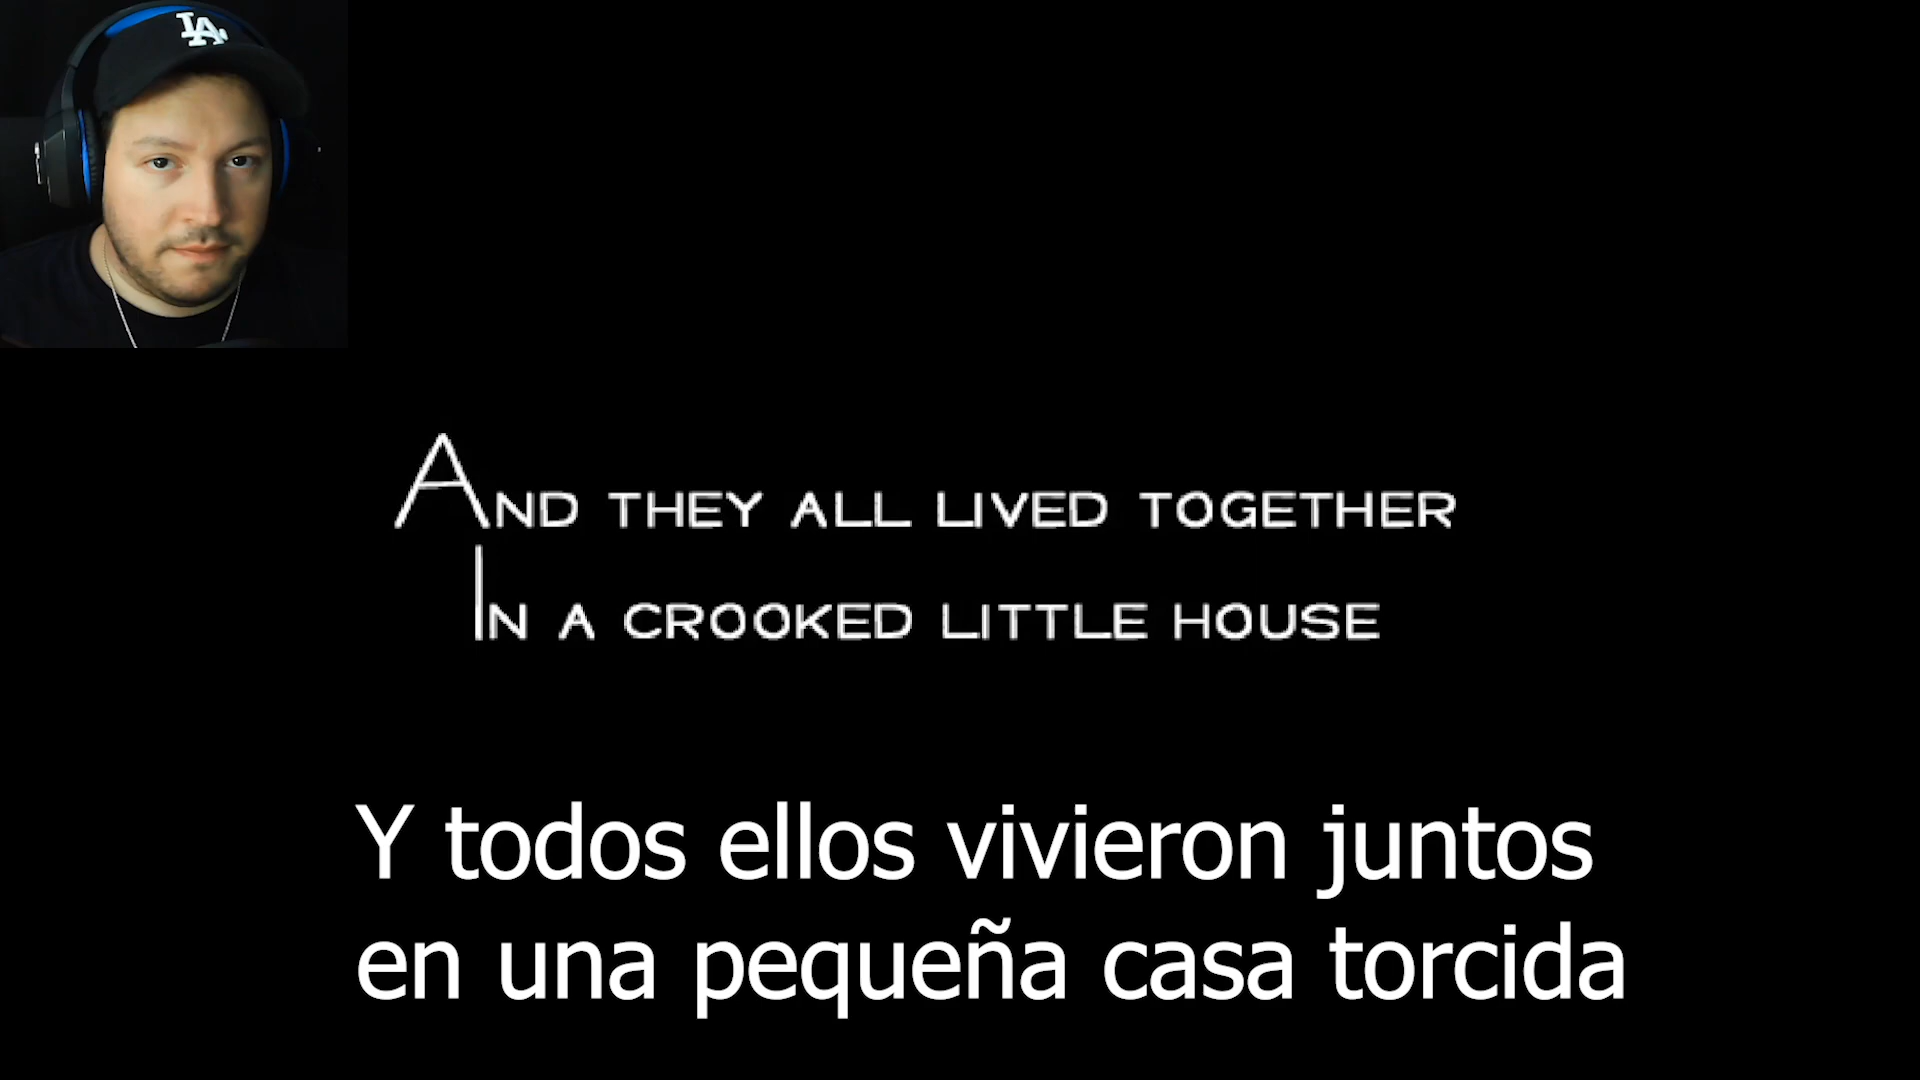 LA
And they all lived together
In a crooked little house
Y todos ellos vivieron juntos
en una pequeña casa torcida